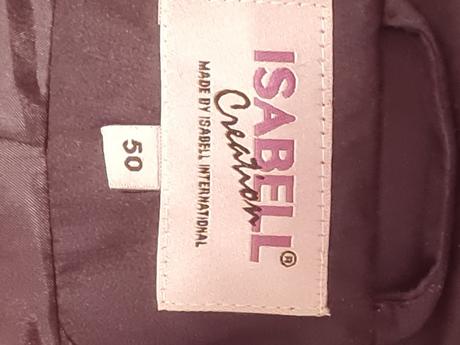 ISABELL®
Creation
MADE BY ISABELL INTERNATIONAL
50